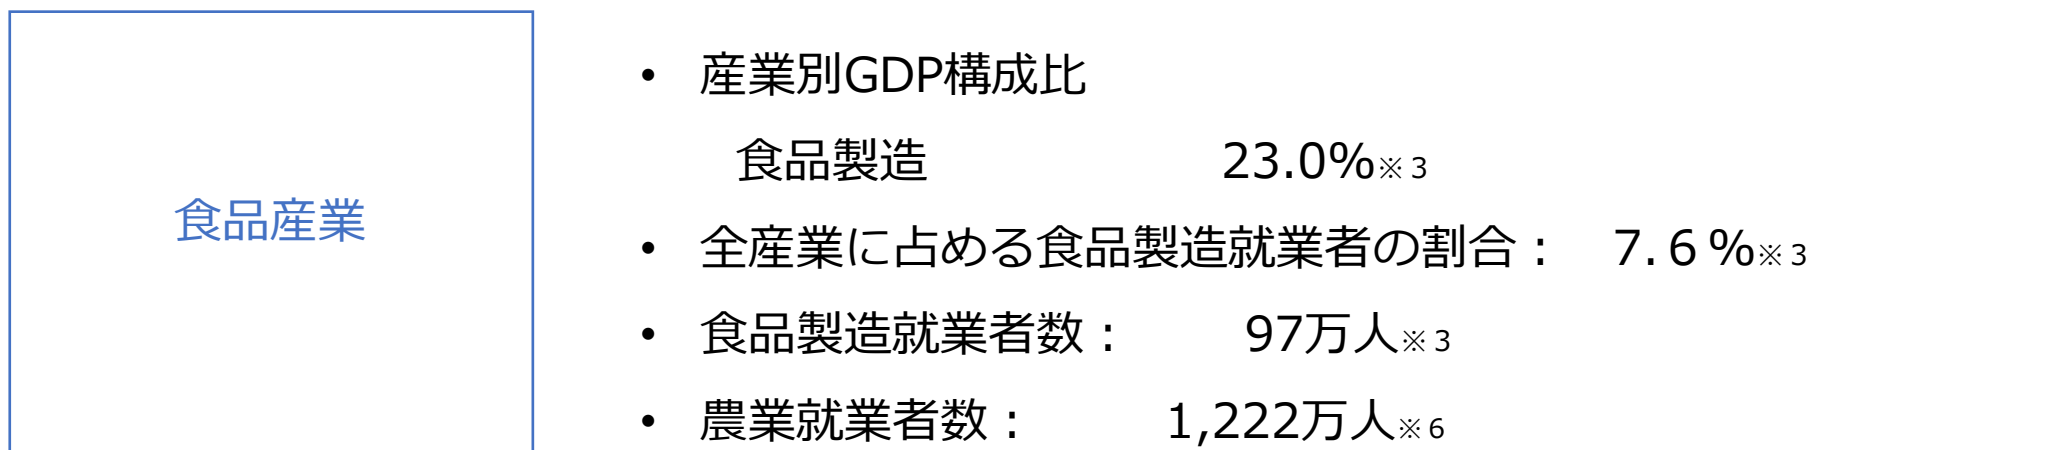 食品産業
• 産業別GDP構成比
食品製造 23.0%※3
• 全産業に占める食品製造就業者の割合： 7.6%※3
• 食品製造就業者数： 97万人※3
• 農業就業者数： 1,222万人※6